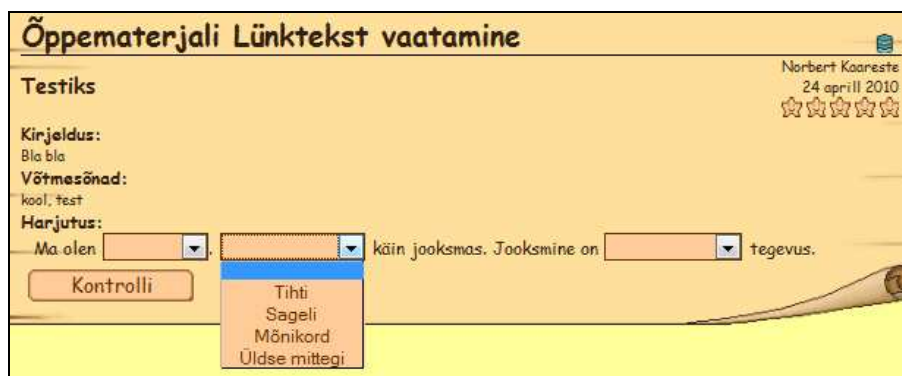 Õppematerjali Lünktekst vaatamine
Norbert Kaareste
Testiks
24 aprill 2010
Kirjeldus:
Bla bla
Võtmesõnad:
kool, test
Harjutus:
Ma olen . käin jooksmas. Jooksmine on tegevus.
Kontrolli
Tihti
Sageli
Mõnikord
Üldse mittegi